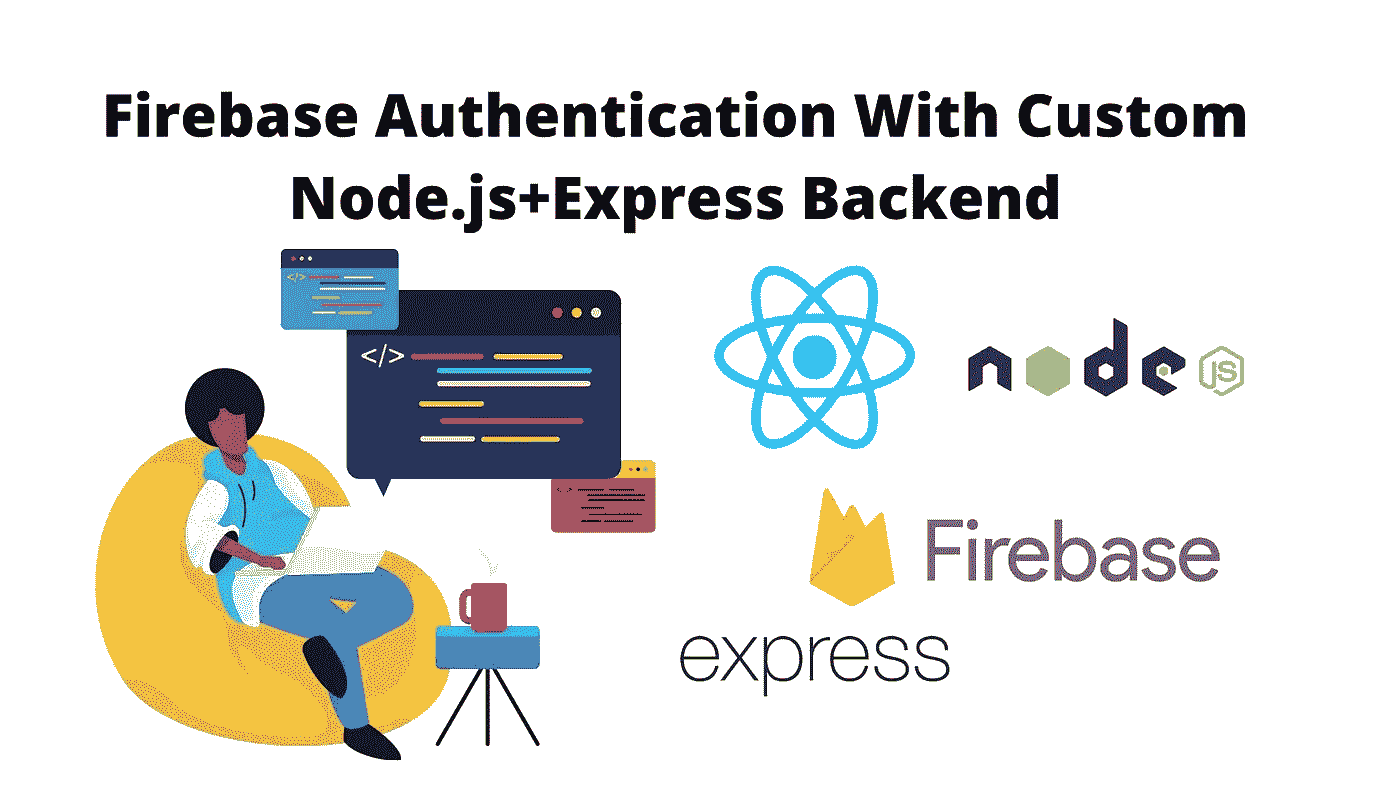 Firebase Authentication With Custom
Node.js+Express Backend
</>
</>
</>
node JS
Firebase
express